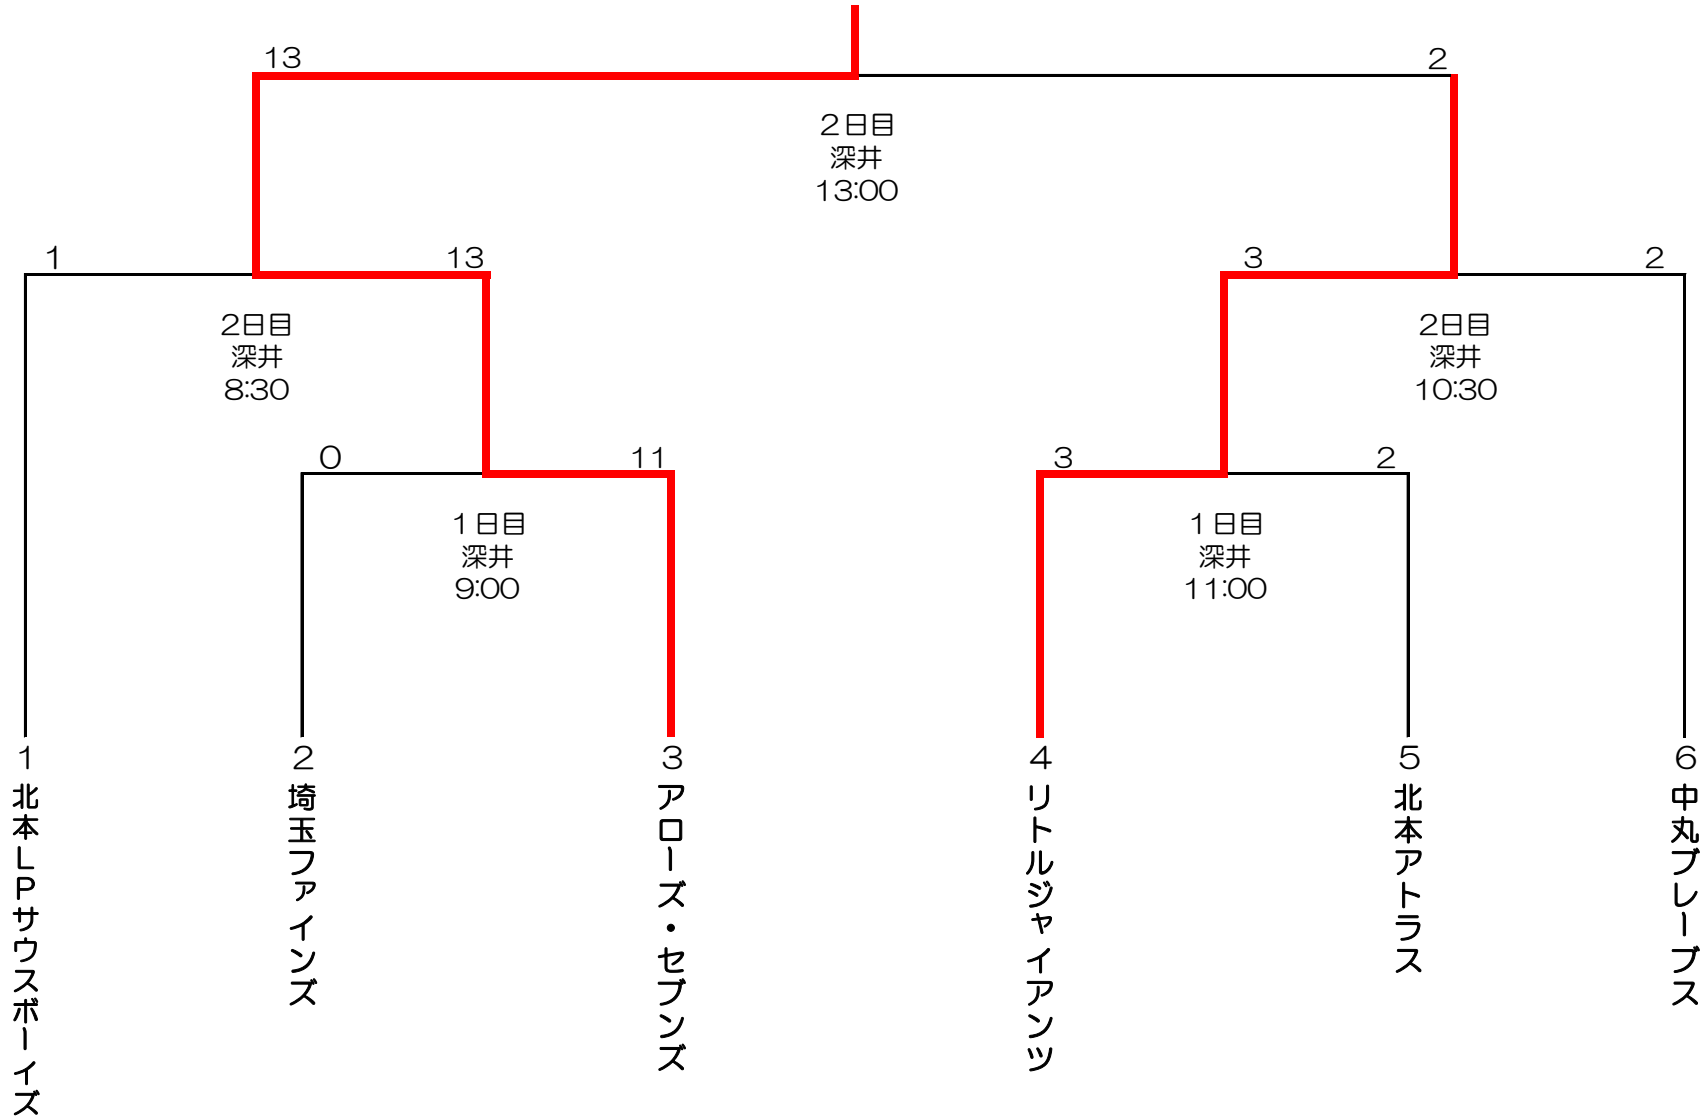 13
2
２日目
深井
13:00
1
13
3
2
2日目
深井
8:30
2日目
深井
10:30
0
11
3
2
１日目
深井
9:00
１日目
深井
11:00
1
2
3
4
5
6
北本ＬＰサウスボーイズ
埼玉ファインズ
アローズ・セブンズ
リトルジャイアンツ
北本アトラス
中丸ブレーブス